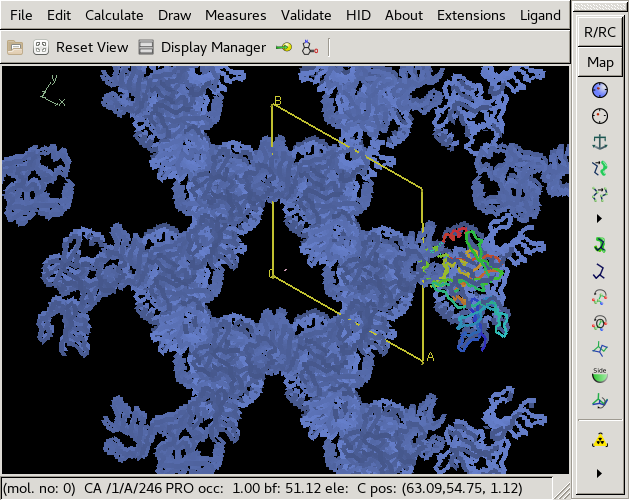 File Edit Calculate Draw Measures Validate HID About Extensions Ligand
Reset View Display Manager
R/RC
Map
Side
y
x
B
C
A
(mol. no: 0) CA /1/A/246 PRO occ: 1.00 bf: 51.12 ele: C pos: (63.09,54.75, 1.12)